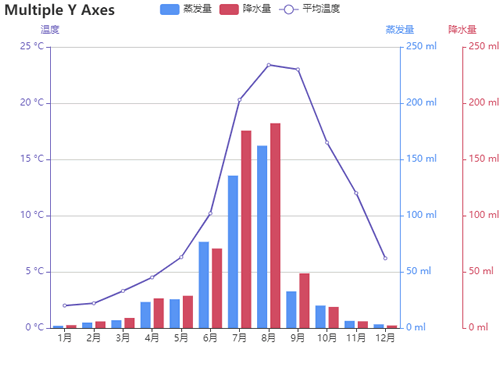 Multiple Y Axes
蒸发量 降水量 平均温度
温度 蒸发量 降水量
25 °C 250 ml 250 ml
20 °C 200 ml 200 ml
15 °C 150 ml 150 ml
10 °C 100 ml 100 ml
5 °C 50 ml 50 ml
0 °C 0 ml 0 ml
1月 2月 3月 4月 5月 6月 7月 8月 9月 10月 11月 12月